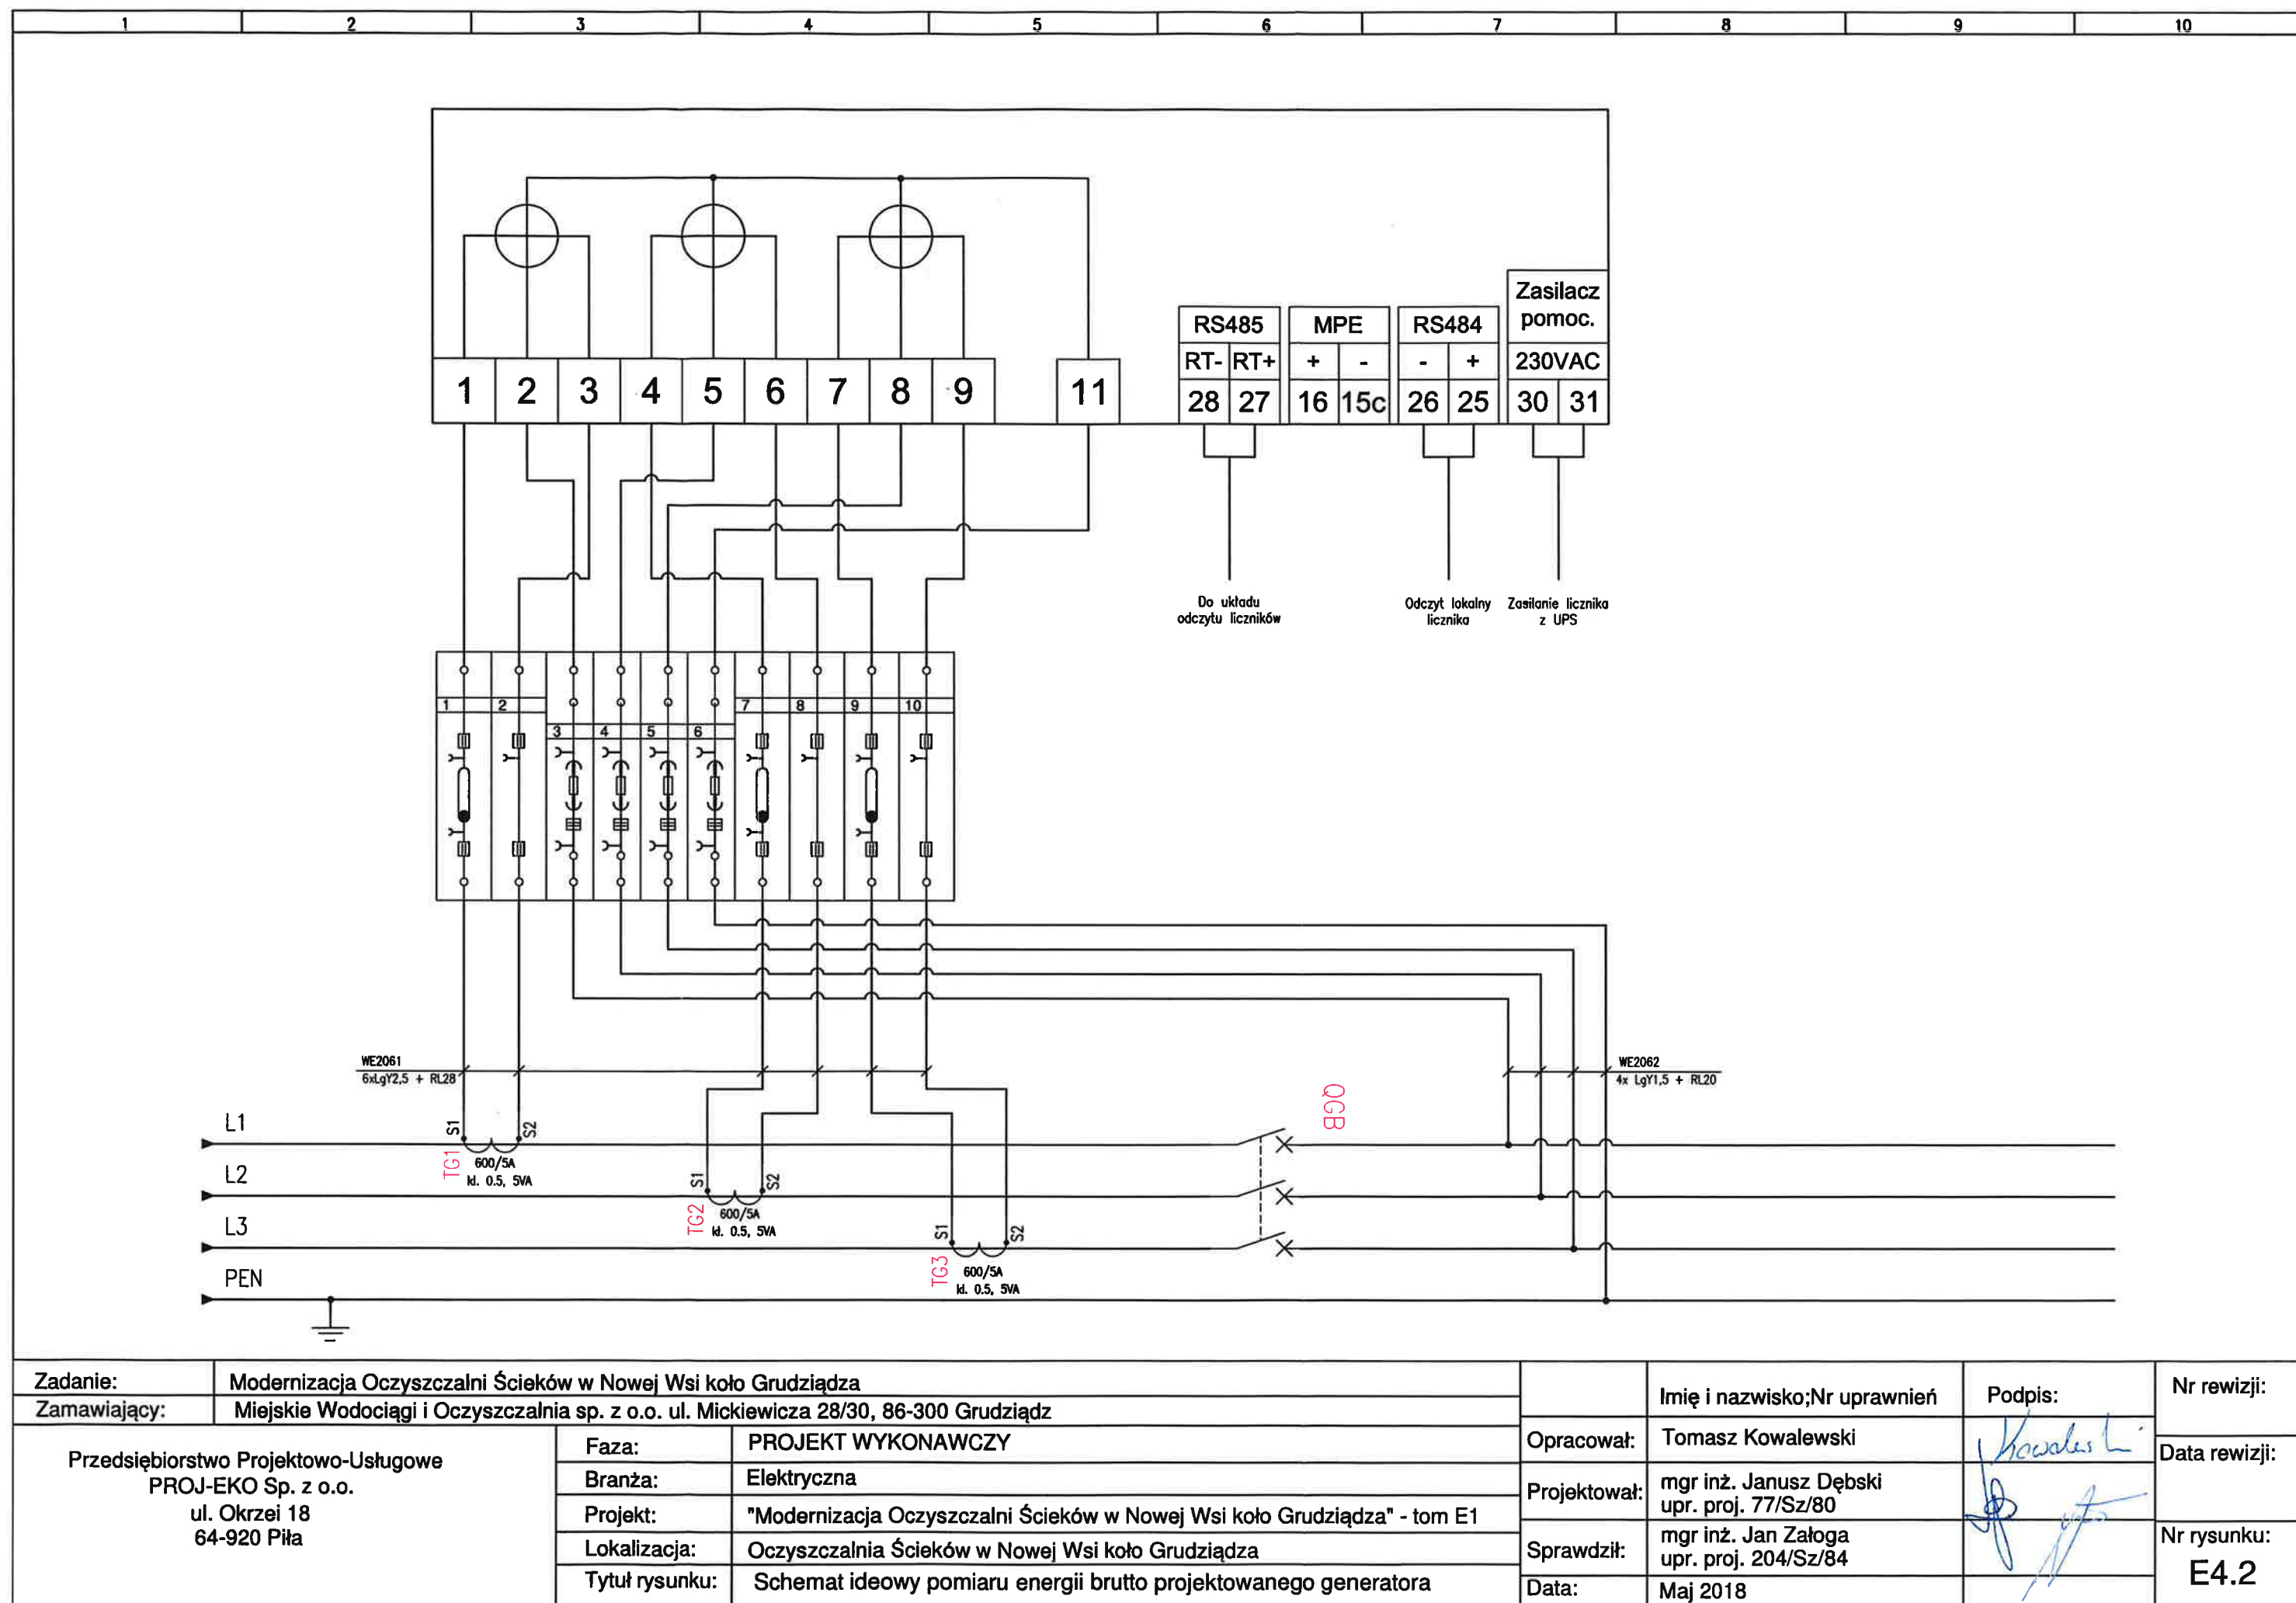 1 2 3 4 5 6 7 8 9 10
Zasilacz
pomoc.
RS485 MPE RS484
RT- RT+ + - - + 230VAC
1 2 3 4 5 6 7 8 9 11 28 27 16 15c 26 25 30 31
Do układu
odczytu liczników
Odczyt lokalny
licznika
Zasilanie licznika
z UPS
1 2 7 8 9 10
3 4 5 6
WE2061
6xLgY2,5 + RL28
WE2062
4x LgY1,5 + RL20
QGB
L1
S1 S2
TG1
600/5A
kl. 0.5, 5VA
L2
S1 S2
TG2
600/5A
kl. 0.5, 5VA
L3
S1 S2
TG3
600/5A
kl. 0.5, 5VA
PEN
Zadanie: Modernizacja Oczyszczalni Ścieków w Nowej Wsi koło Grudziądza
Zamawiający: Miejskie Wodociągi i Oczyszczalnia sp. z o.o. ul. Mickiewicza 28/30, 86-300 Grudziądz
Przedsiębiorstwo Projektowo-Usługowe
PROJ-EKO Sp. z o.o.
ul. Okrzei 18
64-920 Piła
Faza: PROJEKT WYKONAWCZY
Branża: Elektryczna
Projekt: "Modernizacja Oczyszczalni Ścieków w Nowej Wsi koło Grudziądza" - tom E1
Lokalizacja: Oczyszczalnia Ścieków w Nowej Wsi koło Grudziądza
Tytuł rysunku: Schemat ideowy pomiaru energii brutto projektowanego generatora
Imię i nazwisko;Nr uprawnień Podpis:
Opracował: Tomasz Kowalewski
Projektował: mgr inż. Janusz Dębski
upr. proj. 77/Sz/80
Sprawdził: mgr inż. Jan Załoga
upr. proj. 204/Sz/84
Data: Maj 2018
Nr rewizji:
Data rewizji:
Nr rysunku:
E4.2